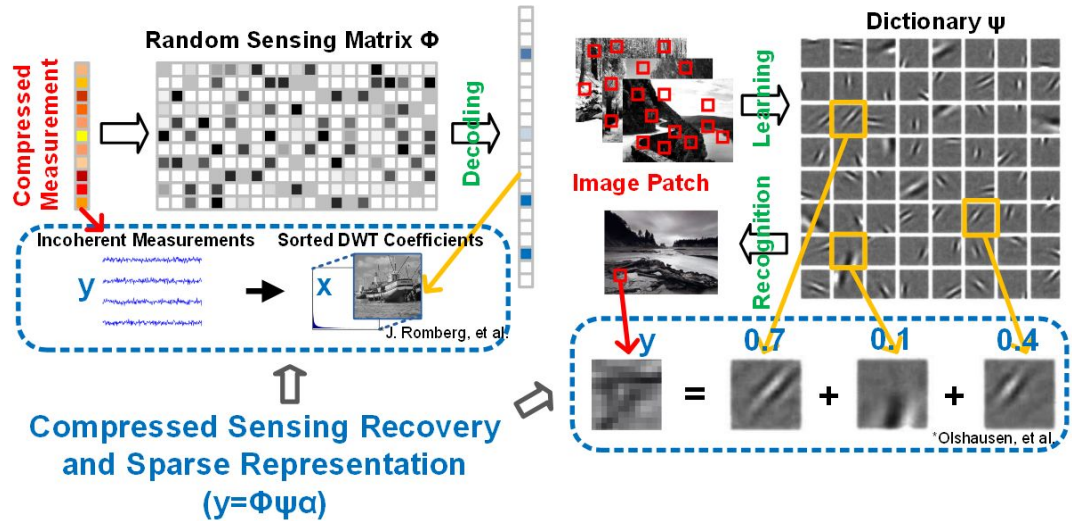 Random Sensing Matrix Φ
Compressed
Measurement
Decoding
Incoherent Measurements
Sorted DWT Coefficients
y
x
J. Romberg, et al.
Compressed Sensing Recovery
and Sparse Representation
(y=Φψα)
Dictionary ψ
Learning
Image Patch
Recognition
y
0.7
0.1
0.4
= + +
*Olshausen, et al.